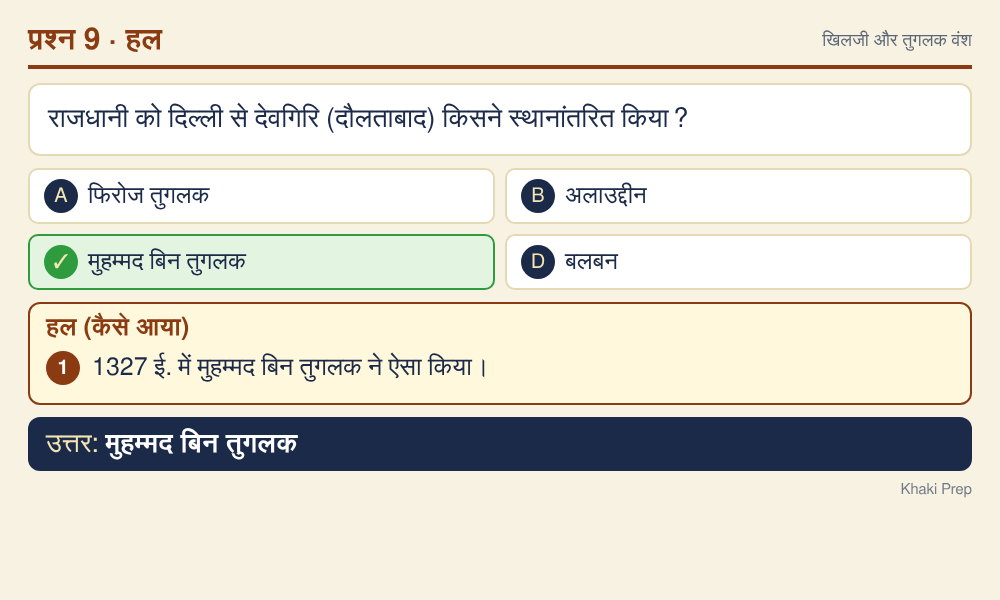 प्रश्न 9 · हल
खिलजी और तुगलक वंश
राजधानी को दिल्ली से देवगिरि (दौलताबाद) किसने स्थानांतरित किया ?
A फिरोज तुगलक
B अलाउद्दीन
✓ मुहम्मद बिन तुगलक
D बलबन
हल (कैसे आया)
1 1327 ई. में मुहम्मद बिन तुगलक ने ऐसा किया ।
उत्तर: मुहम्मद बिन तुगलक
Khaki Prep